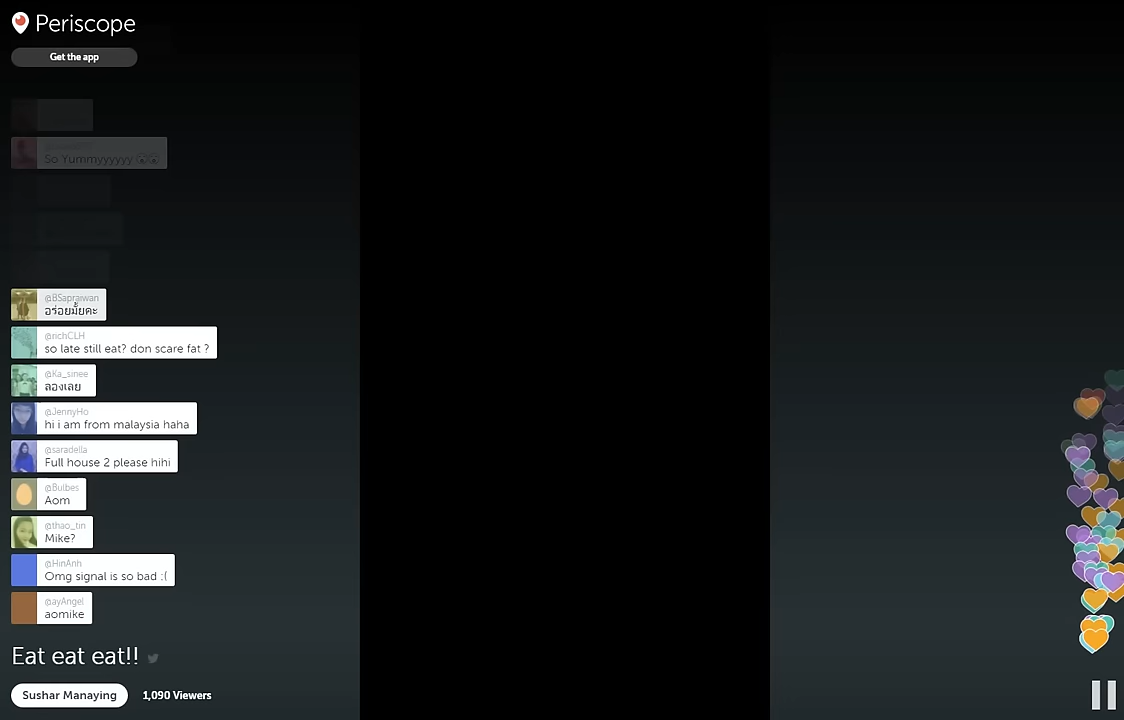 Periscope
Get the app
So Yummyyyyyy
@BSapraiwan
อร่อยมั้ยคะ
@richCLH
so late still eat? don scare fat ?
@Ka_sinee
ลองเลย
@JennyHo
hi i am from malaysia haha
@saradella
Full house 2 please hihi
@Bulbes
Aom
@thao_tin
Mike?
@HinAnh
Omg signal is so bad :(
@ayAngel
aomike
Eat eat eat!!
Sushar Manaying
1,090 Viewers